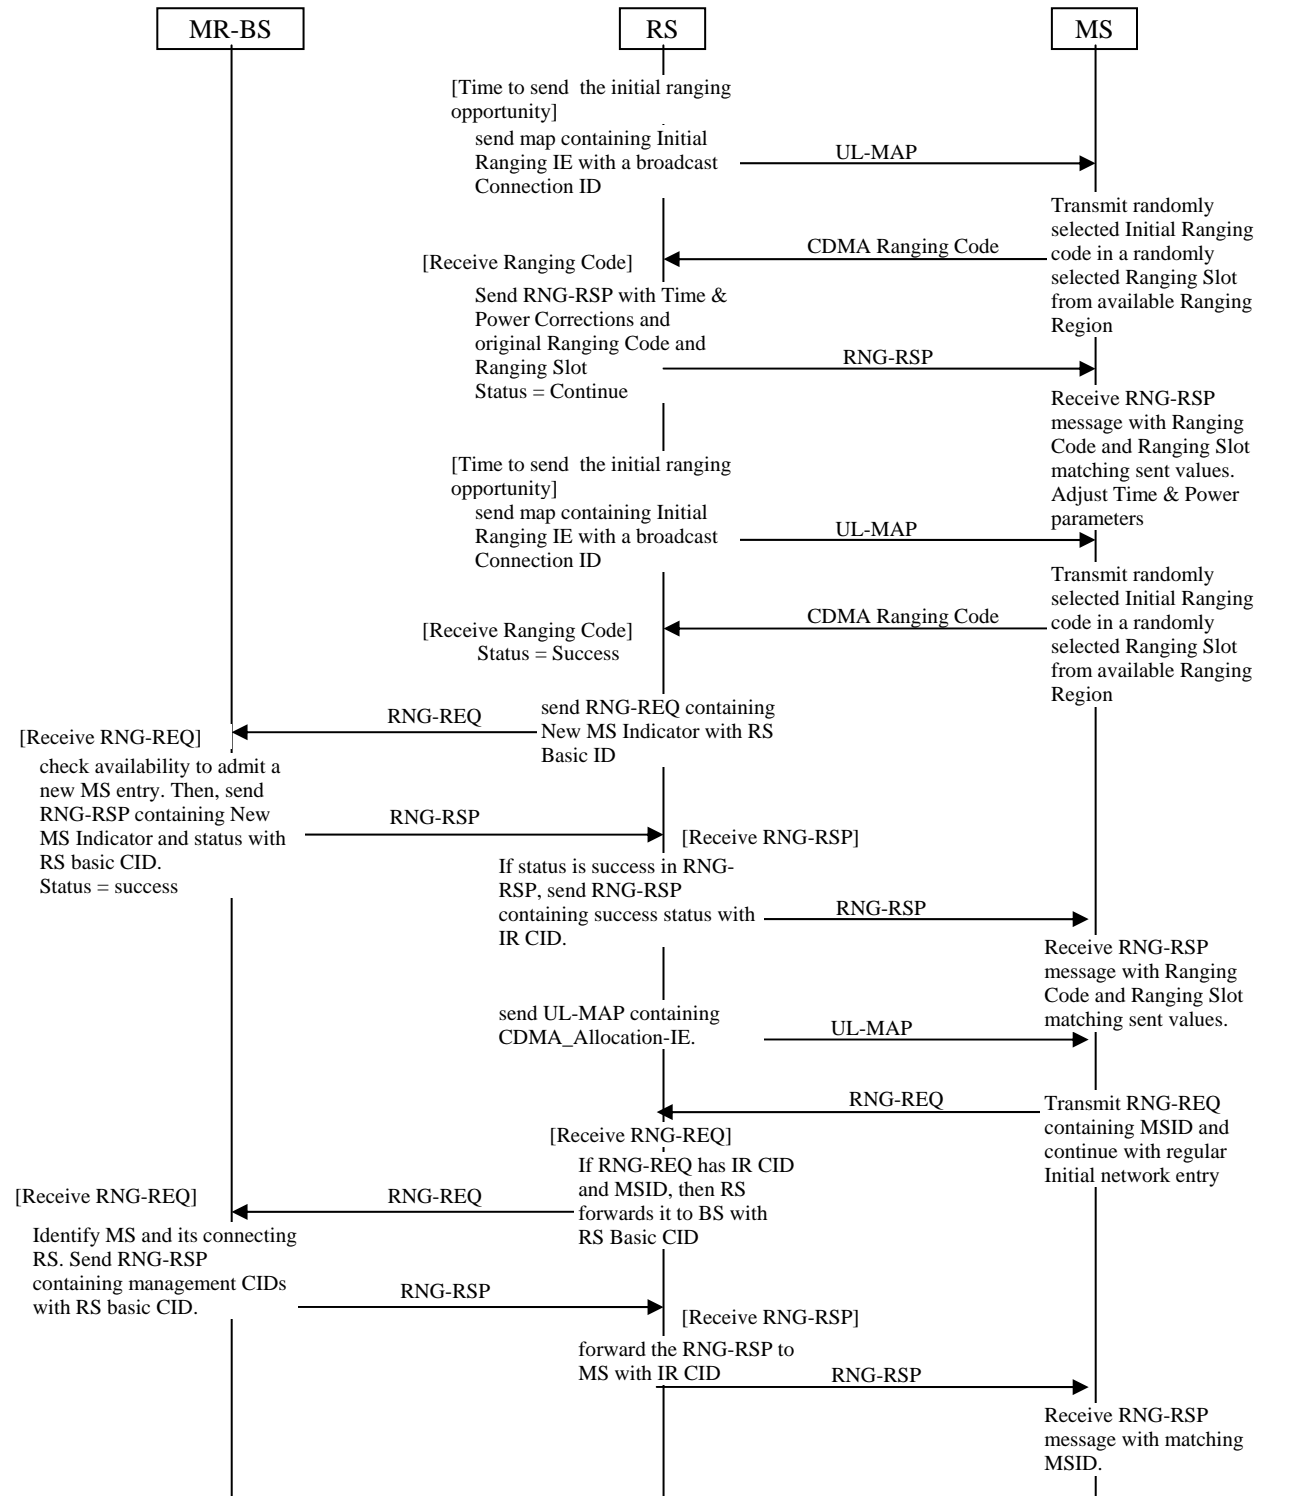 MR-BS
RS
MS
[Time to send  the initial ranging
opportunity]
send map containing Initial
Ranging IE with a broadcast
Connection ID
UL-MAP
Transmit randomly
selected Initial Ranging
code in a randomly
selected Ranging Slot
from available Ranging
Region
CDMA Ranging Code
[Receive Ranging Code]
Send RNG-RSP with Time &
Power Corrections and
original Ranging Code and
Ranging Slot
Status = Continue
RNG-RSP
Receive RNG-RSP
message with Ranging
Code and Ranging Slot
matching sent values.
Adjust Time & Power
parameters
[Time to send  the initial ranging
opportunity]
send map containing Initial
Ranging IE with a broadcast
Connection ID
UL-MAP
Transmit randomly
selected Initial Ranging
code in a randomly
selected Ranging Slot
from available Ranging
Region
CDMA Ranging Code
[Receive Ranging Code]
Status = Success
send RNG-REQ containing
New MS Indicator with RS
Basic ID
RNG-REQ
[Receive RNG-REQ]
check availability to admit a
new MS entry. Then, send
RNG-RSP containing New
MS Indicator and status with
RS basic CID.
Status = success
RNG-RSP
[Receive RNG-RSP]
If status is success in RNG-
RSP, send RNG-RSP
containing success status with
IR CID.
RNG-RSP
Receive RNG-RSP
message with Ranging
Code and Ranging Slot
matching sent values.
send UL-MAP containing
CDMA_Allocation-IE.
UL-MAP
RNG-REQ
Transmit RNG-REQ
containing MSID and
continue with regular
Initial network entry
[Receive RNG-REQ]
If RNG-REQ has IR CID
and MSID, then RS
forwards it to BS with
RS Basic CID
RNG-REQ
[Receive RNG-REQ]
Identify MS and its connecting
RS. Send RNG-RSP
containing management CIDs
with RS basic CID.
RNG-RSP
[Receive RNG-RSP]
forward the RNG-RSP to
MS with IR CID
RNG-RSP
Receive RNG-RSP
message with matching
MSID.